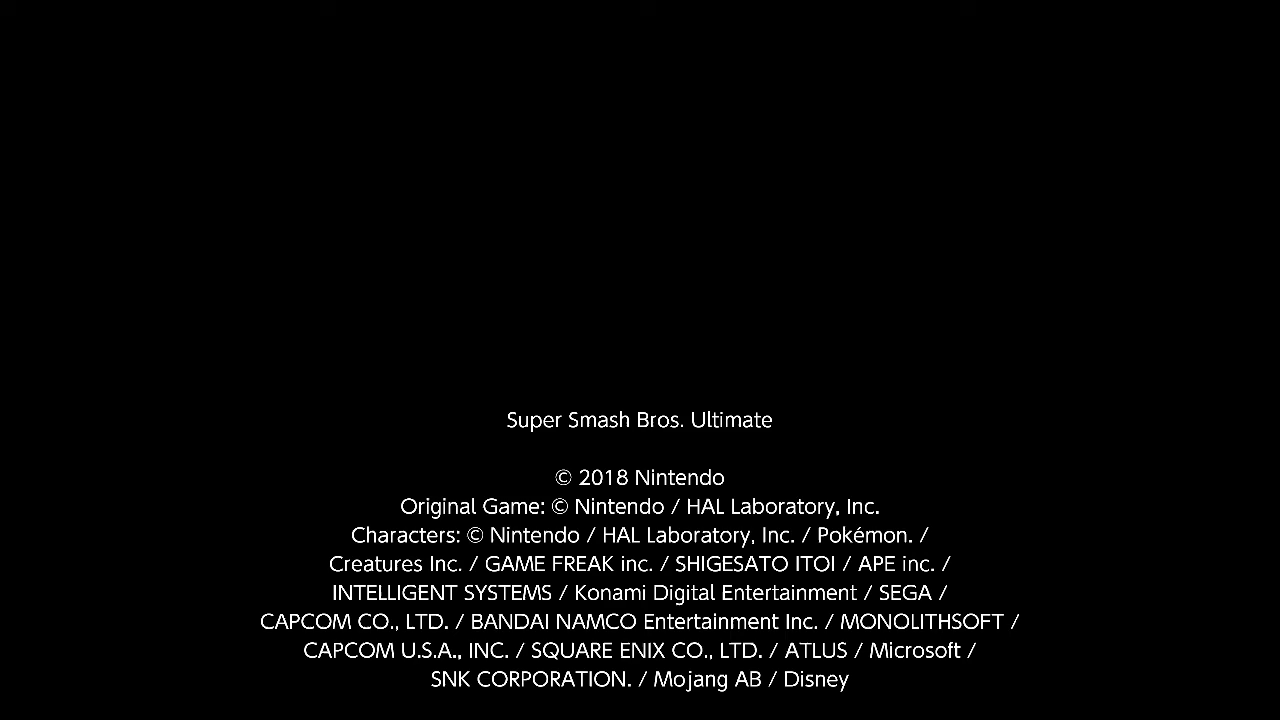 Super Smash Bros. Ultimate
© 2018 Nintendo
Original Game: © Nintendo / HAL Laboratory, Inc.
Characters: © Nintendo / HAL Laboratory, Inc. / Pokémon. /
Creatures Inc. / GAME FREAK inc. / SHIGESATO ITOI / APE inc. /
INTELLIGENT SYSTEMS / Konami Digital Entertainment / SEGA /
CAPCOM CO., LTD. / BANDAI NAMCO Entertainment Inc. / MONOLITHSOFT /
CAPCOM U.S.A., INC. / SQUARE ENIX CO., LTD. / ATLUS / Microsoft /
SNK CORPORATION. / Mojang AB / Disney